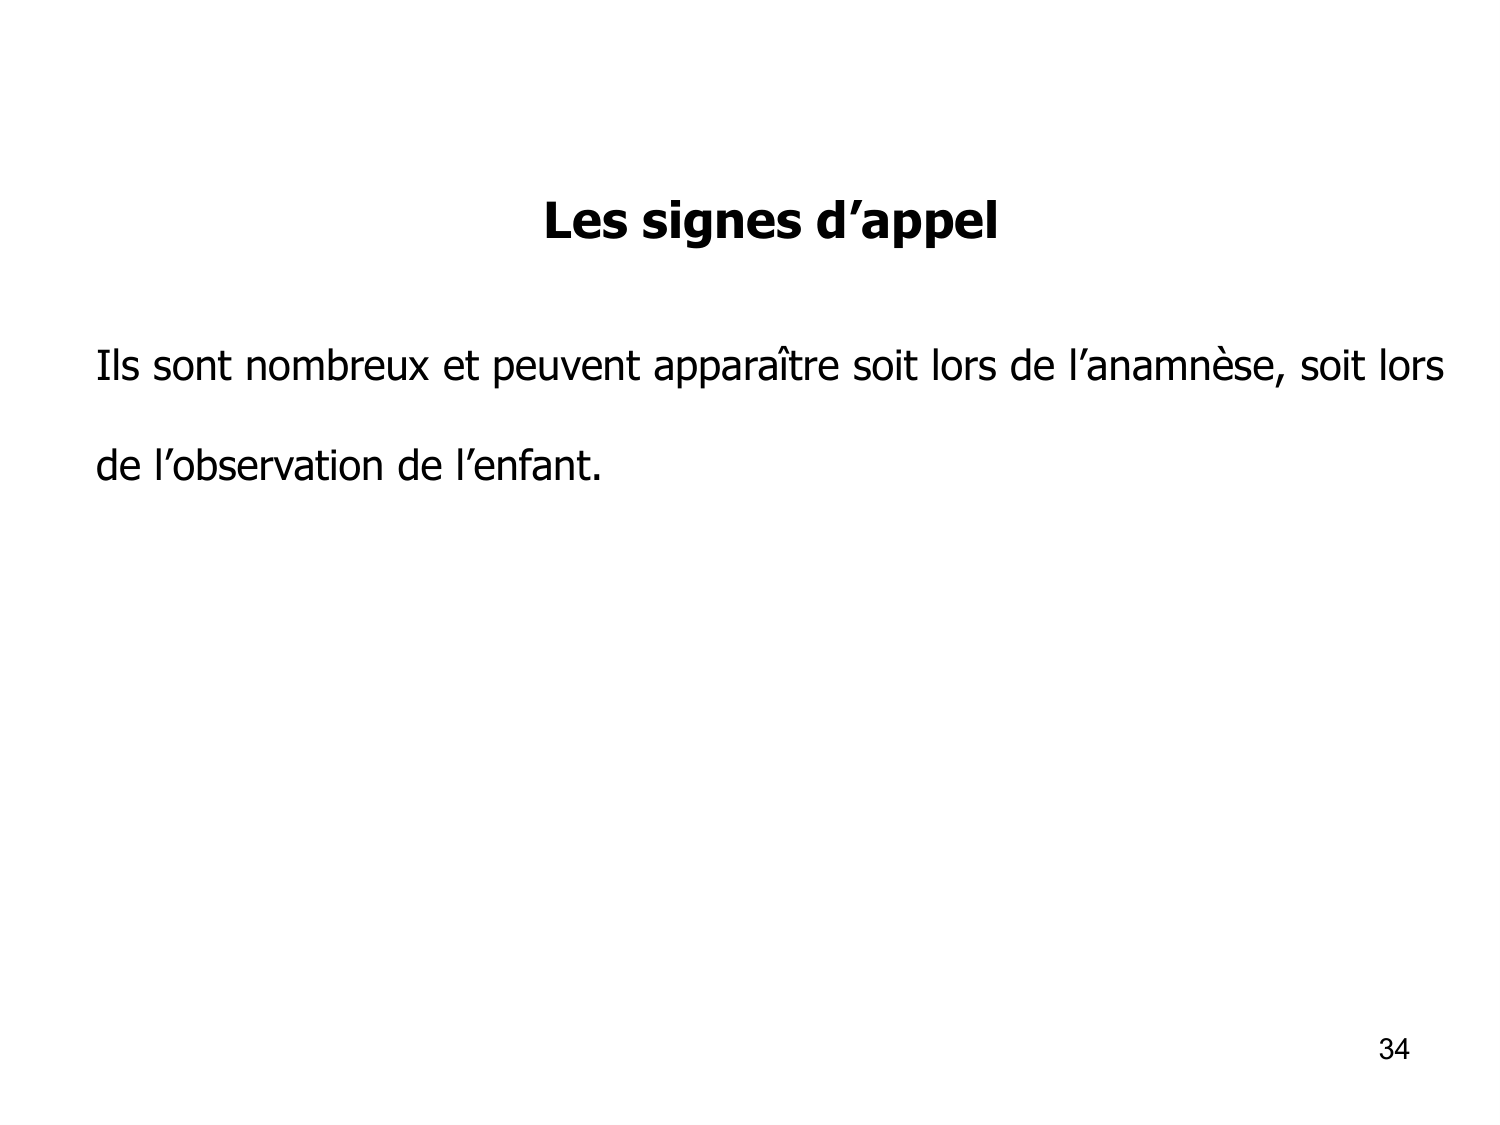 Les signes d’appel
Ils sont nombreux et peuvent apparaître soit lors de l’anamnèse, soit lors
de l’observation de l’enfant.
34